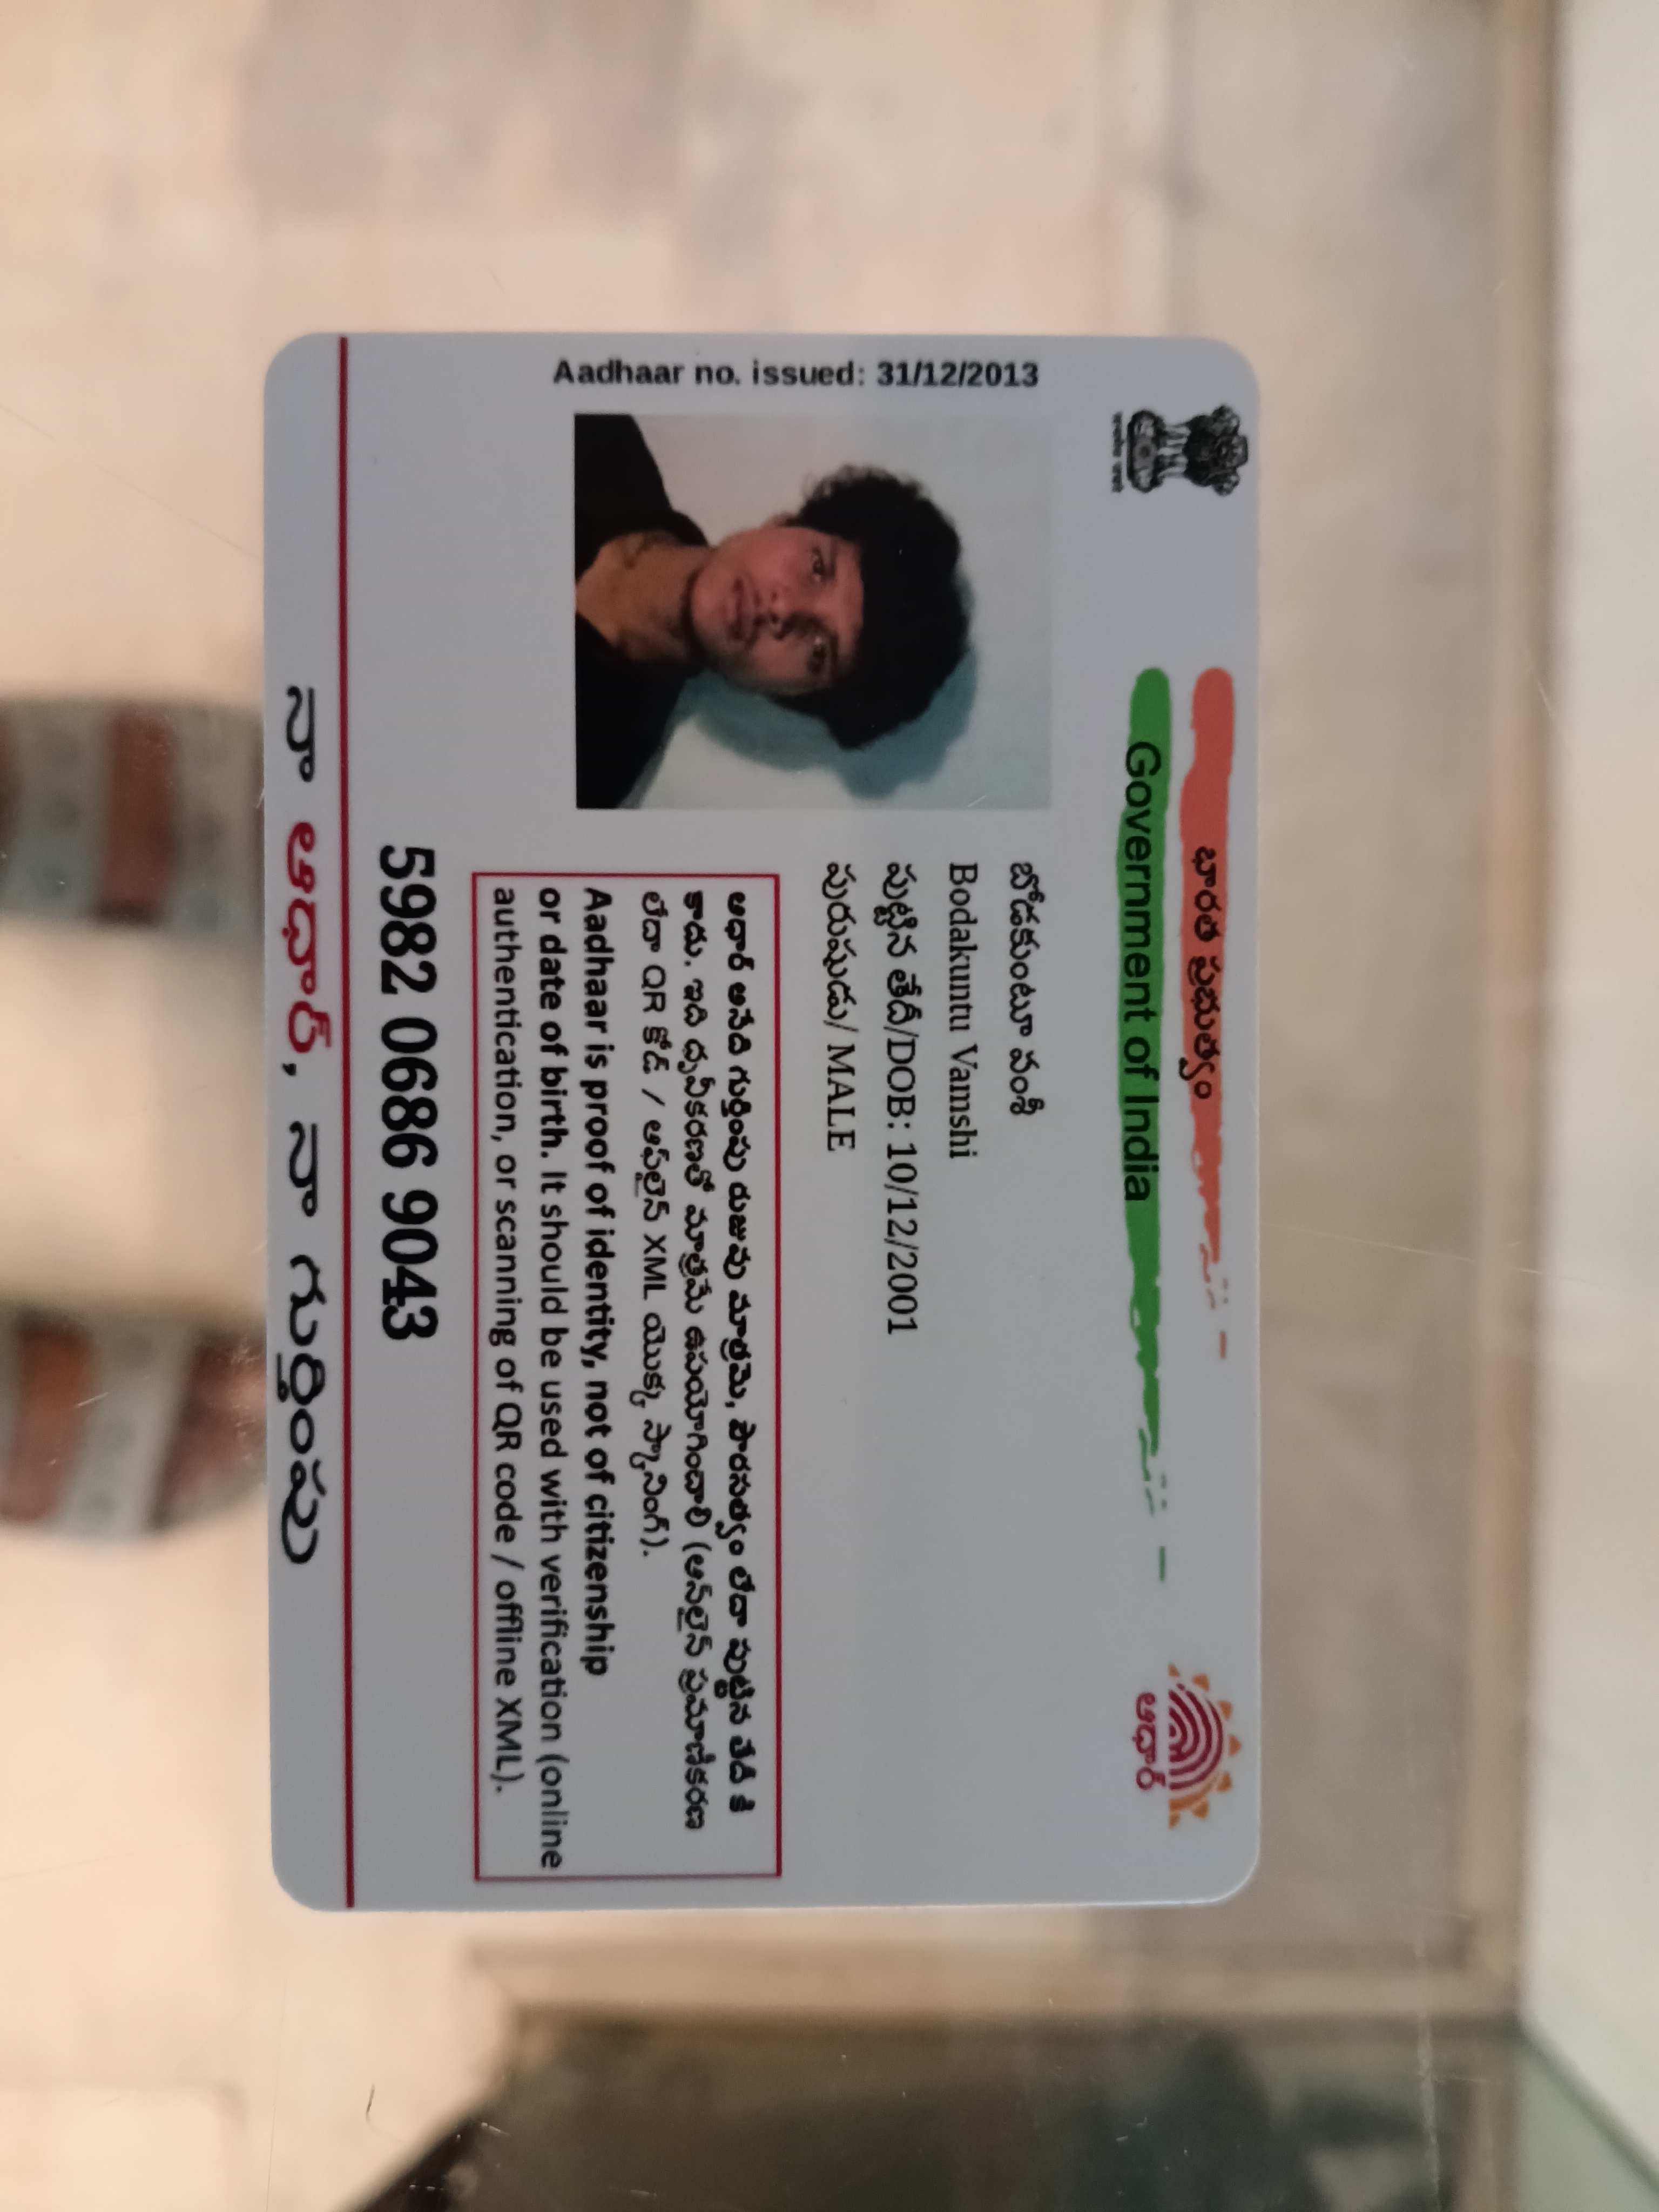 భారత ప్రభుత్వం
Government of India
ఆధార్
Aadhaar no. issued: 31/12/2013
బోడకుంటూ వంశీ
Bodakuntu Vamshi
పుట్టిన తేదీ/DOB: 10/12/2001
పురుషుడు/ MALE
ఆధార్ అనేది గుర్తింపు రుజువు మాత్రమే, పౌరసత్వం లేదా పుట్టిన తేదీ కి
కాదు. ఇది ధృవీకరణతో మాత్రమే ఉపయోగించాలి (ఆన్‌లైన్ ప్రమాణీకరణ
లేదా QR కోడ్ / ఆఫ్‌లైన్ XML యొక్క స్కానింగ్).
Aadhaar is proof of identity, not of citizenship
or date of birth. It should be used with verification (online
authentication, or scanning of QR code / offline XML).
5982 0686 9043
నా ఆధార్, నా గుర్తింపు